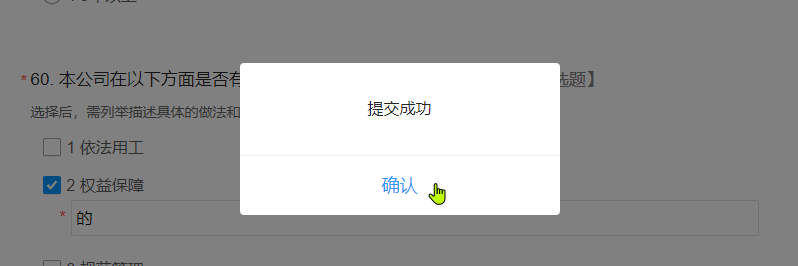 * 60. 本公司在以下方面是否有
选题】
选择后，需列举描述具体的做法和
提交成功
1 依法用工
2 权益保障
确认
* 的